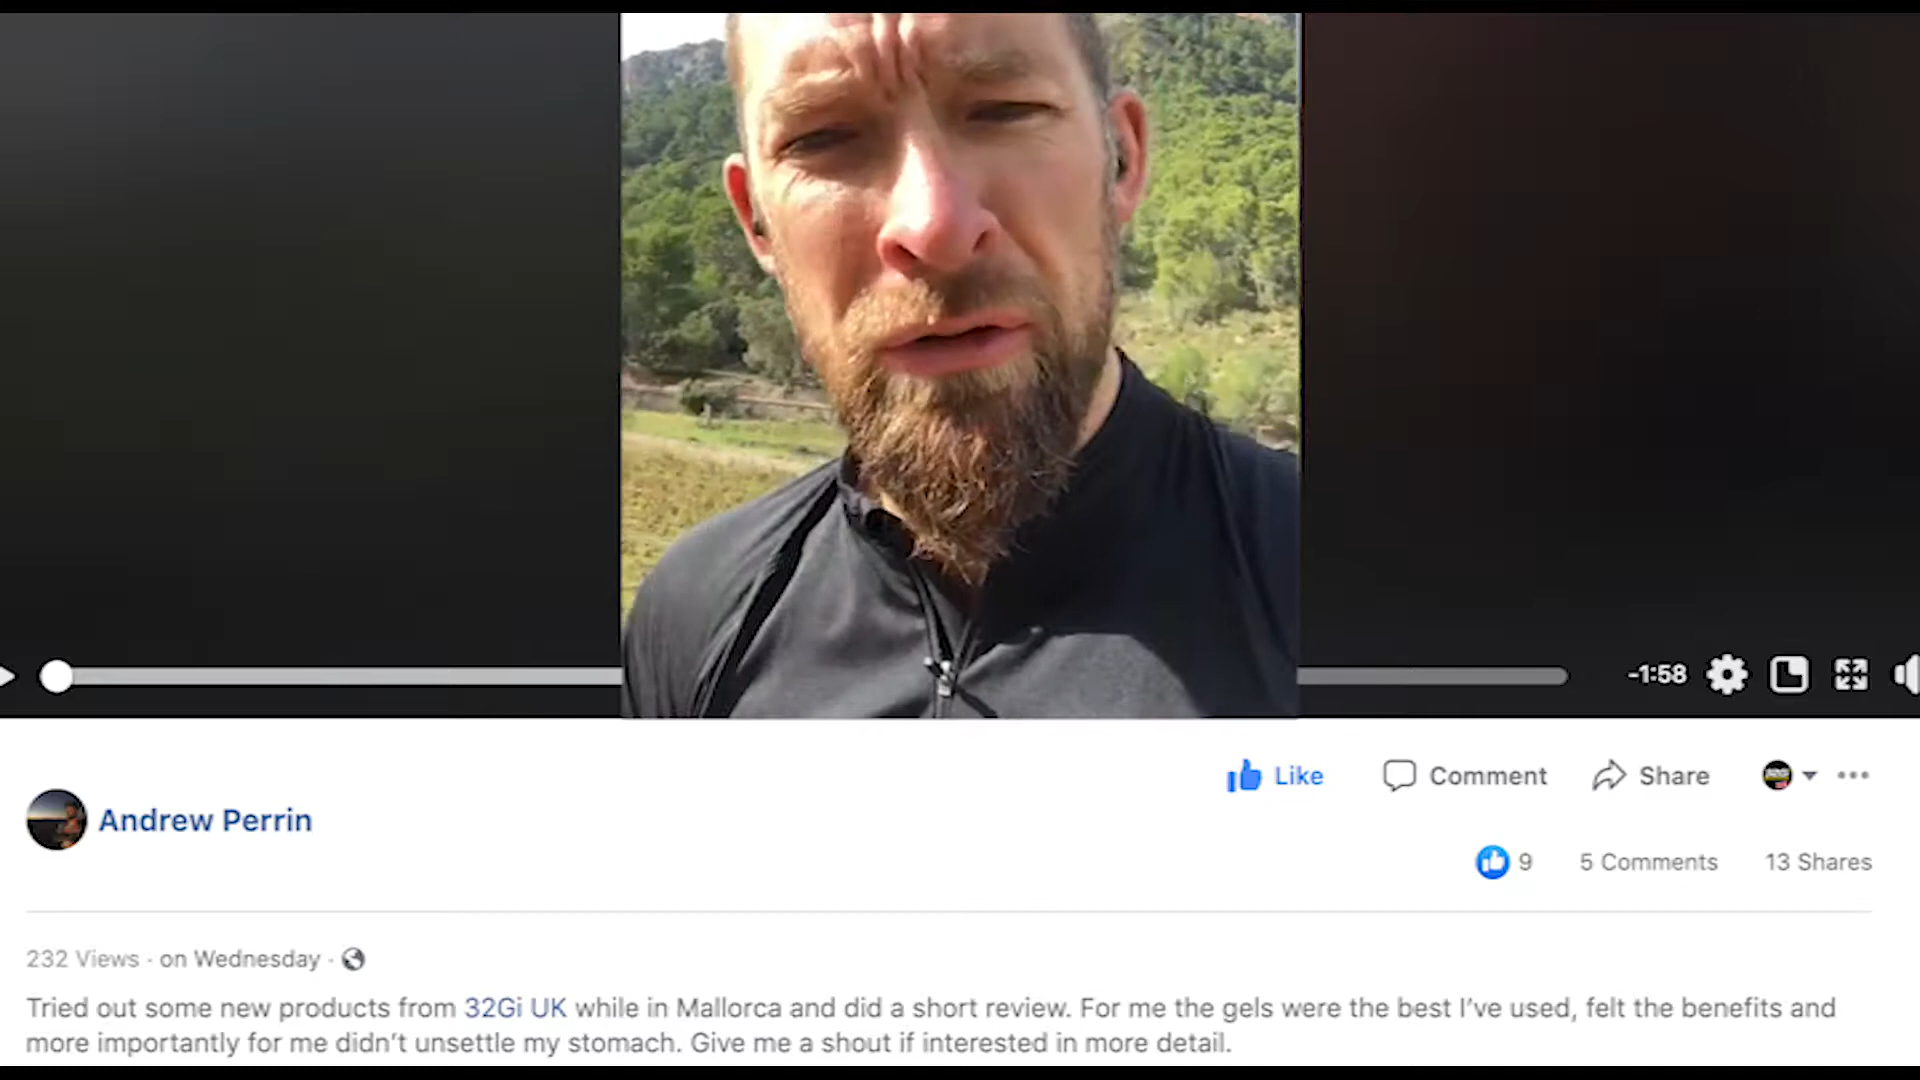 -1:58
Like
Comment
Share
Andrew Perrin
9
5 Comments
13 Shares
232 Views · on Wednesday ·
Tried out some new products from 32Gi UK while in Mallorca and did a short review. For me the gels were the best I've used, felt the benefits and
more importantly for me didn't unsettle my stomach. Give me a shout if interested in more detail.